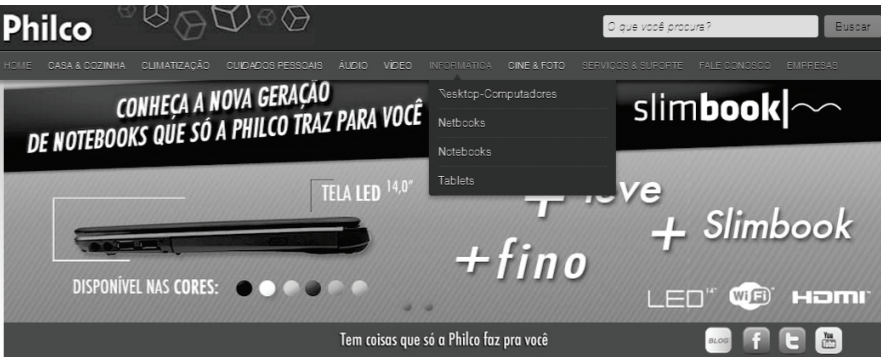 Philco
O que você procura?
Buscar
HOME CASA & COZINHA CLIMATIZAÇÃO CUIDADOS PESSOAIS ÁUDIO VÍDEO INFORMÁTICA CINE & FOTO SERVIÇOS & SUPORTE FALE CONOSCO EMPRESAS
Desktop-Computadores
Netbooks
Notebooks
Tablets
CONHEÇA A NOVA GERAÇÃO
DE NOTEBOOKS QUE SÓ A PHILCO TRAZ PARA VOCÊ
slimbook
TELA LED 14,0"
+ leve
+ Slimbook
+fino
DISPONÍVEL NAS CORES:
LED 14" WiFi HDMI
Tem coisas que só a Philco faz pra você
BLOG f t You Tube